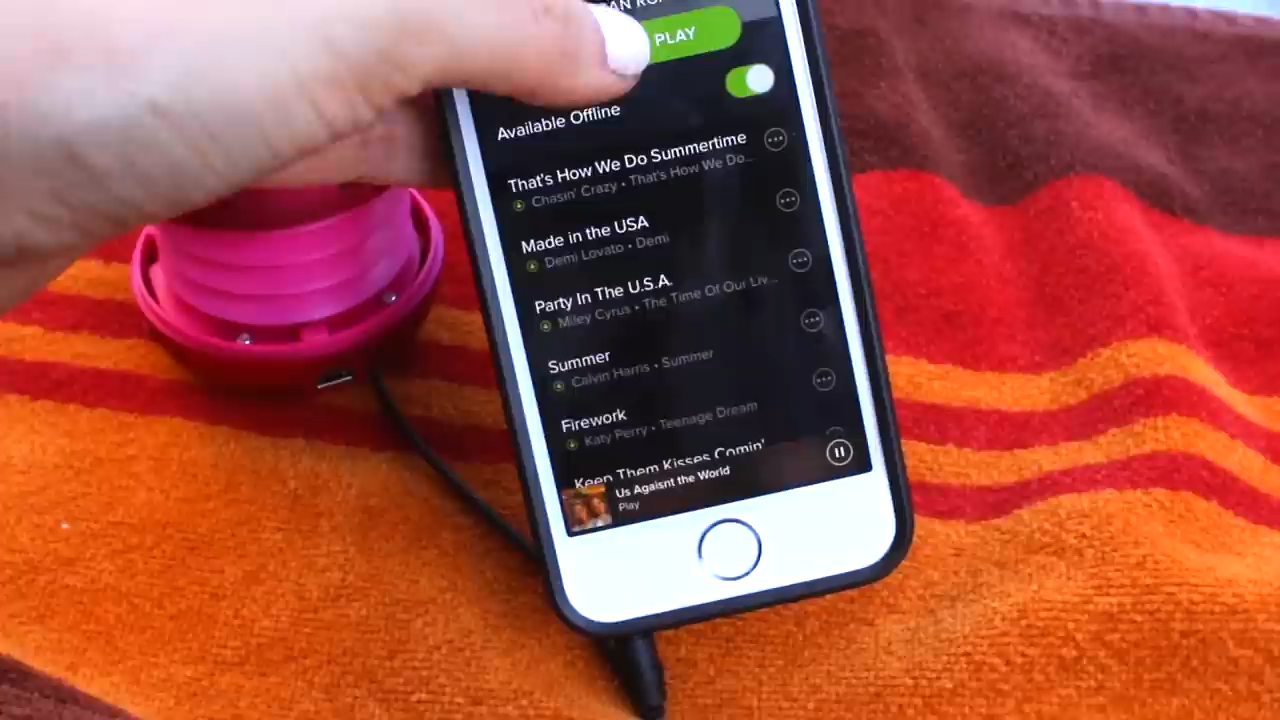 PLAY
Available Offline
That's How We Do Summertime
Chasin' Crazy • That's How We Do...
Made in the USA
Demi Lovato • Demi
Party In The U.S.A.
Miley Cyrus • The Time Of Our Liv...
Summer
Calvin Harris • Summer
Firework
Katy Perry • Teenage Dream
Keep Them Kisses Comin'
Us Agaisnt the World
Play